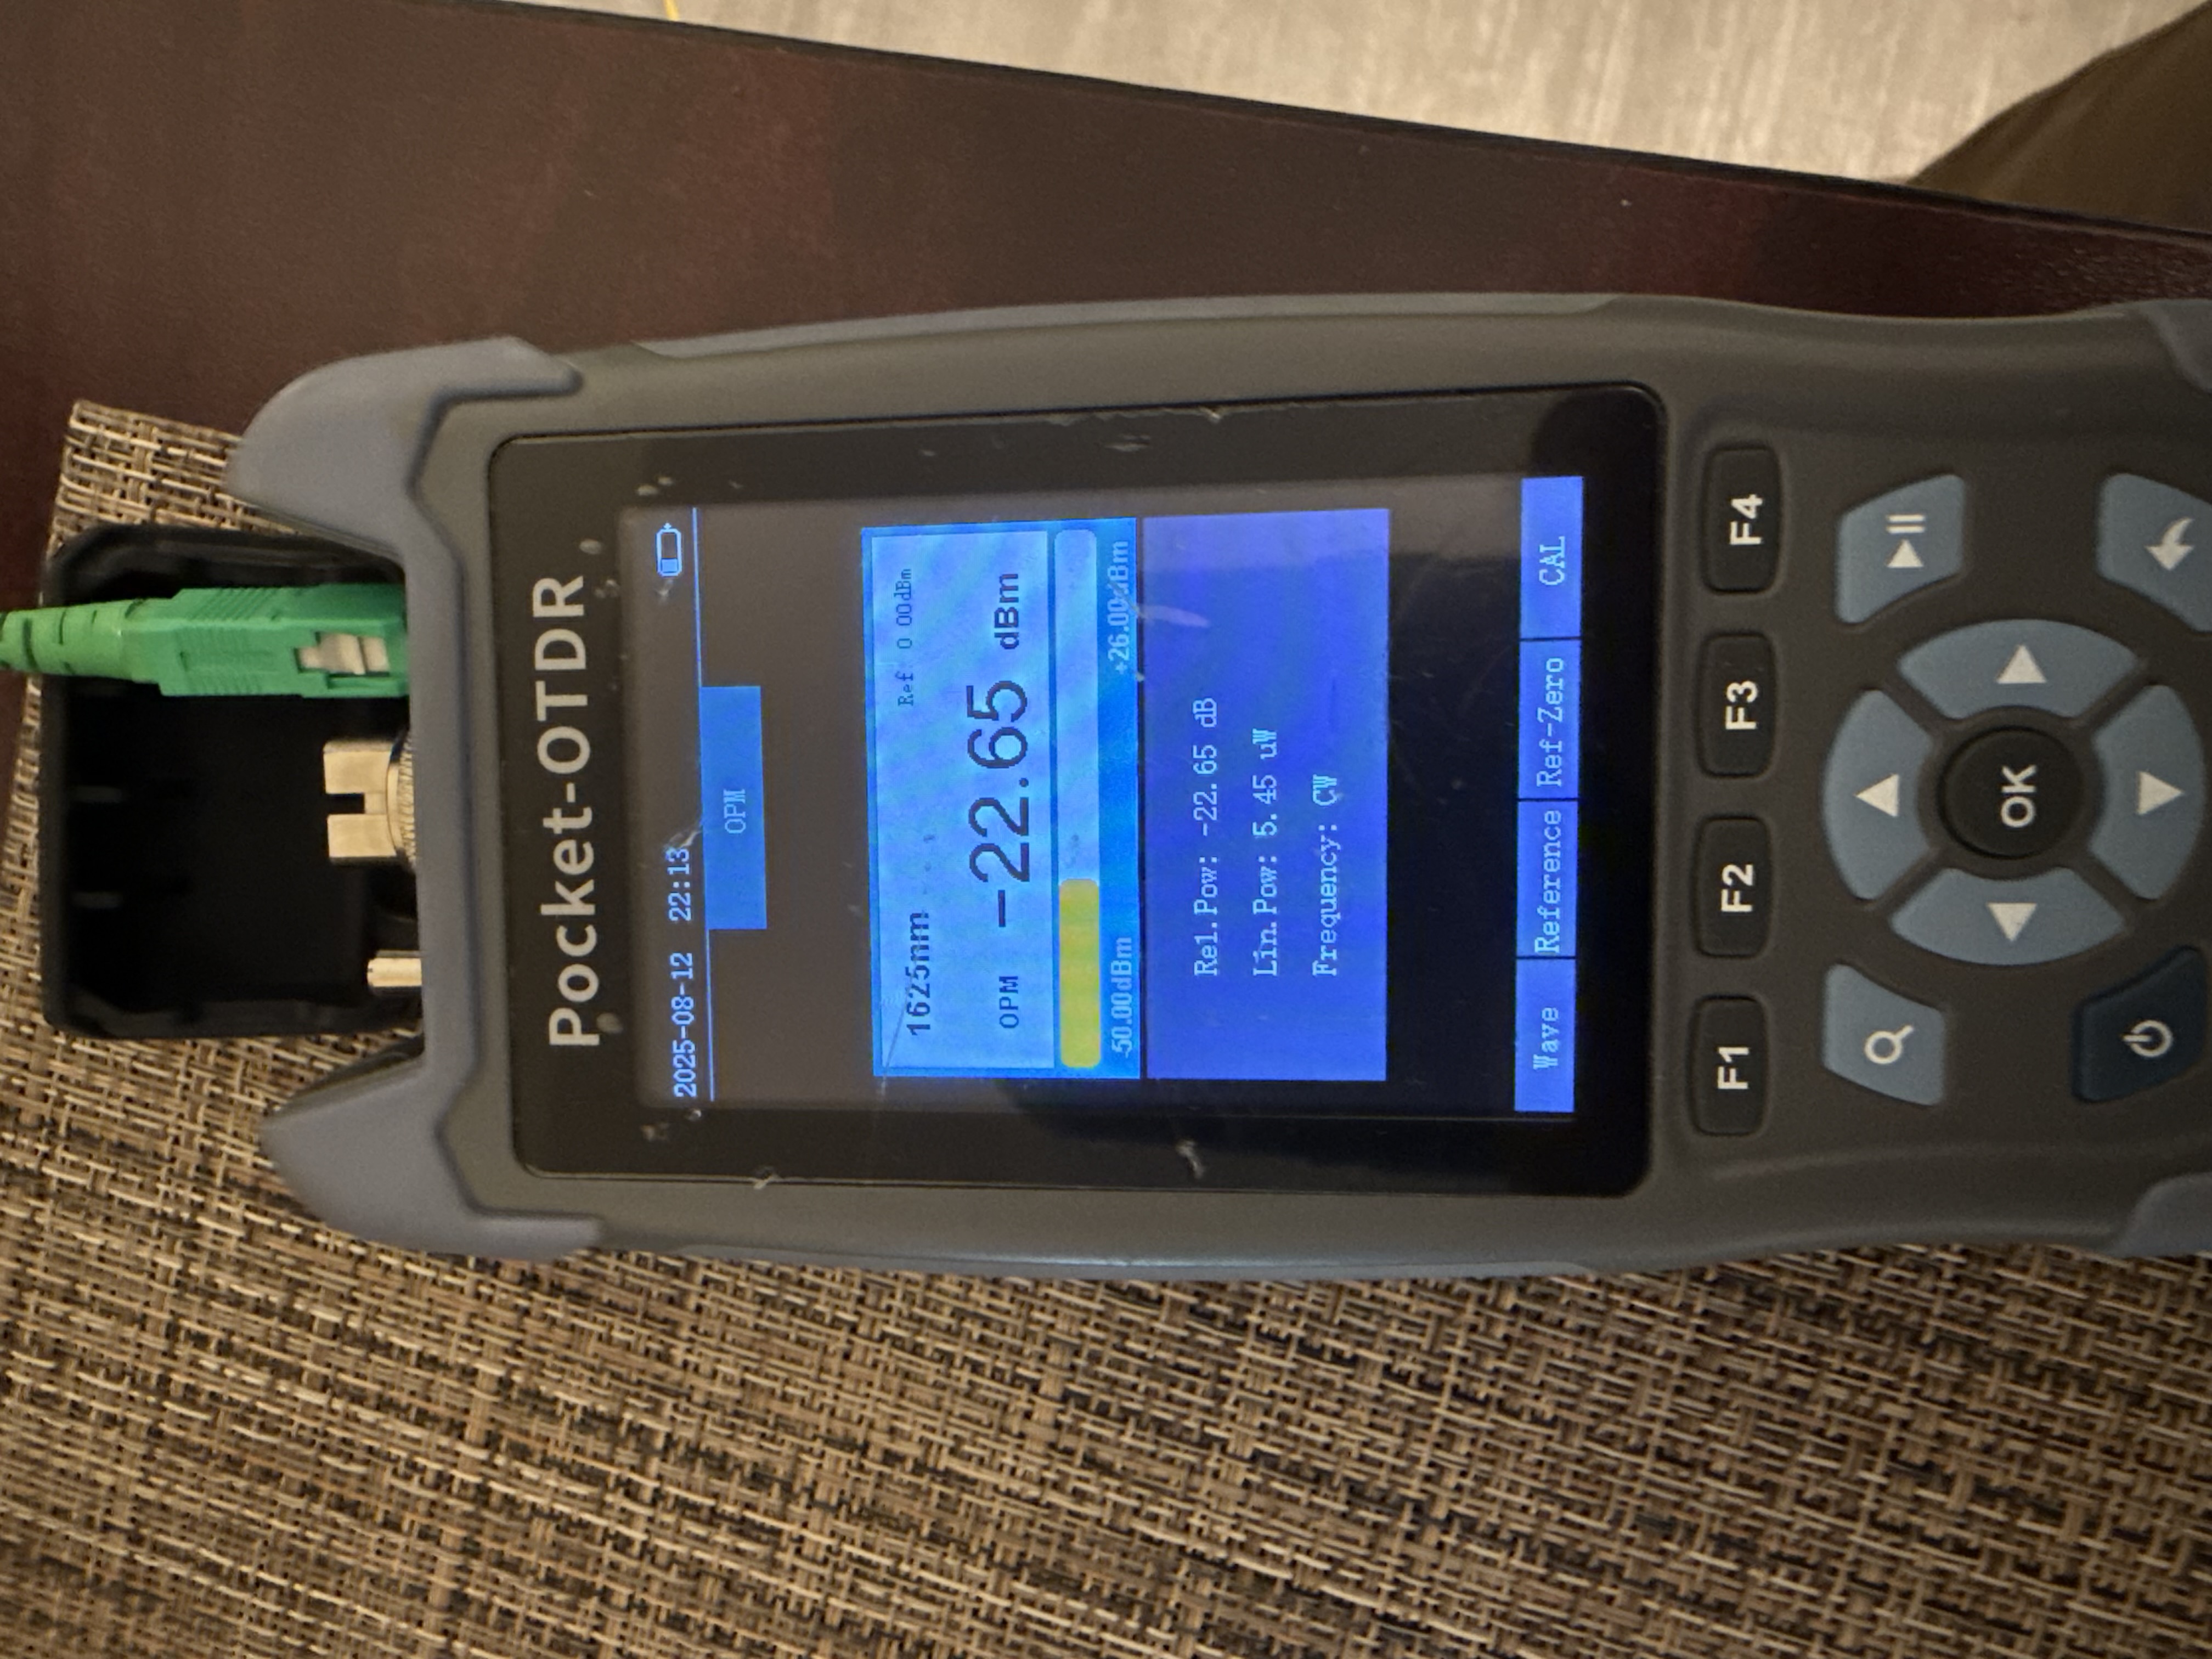 Pocket-OTDR
2025-08-12 22:13
OPM
1625nm Ref: 0.00dBm
OPM -22.65 dBm
-50.00dBm +26.00dBm
Rel.Pow: -22.65 dB
Lin.Pow: 5.45 uW
Frequency: CW
Wave Reference Ref-Zero CAL
F1 F2 F3 F4
OK